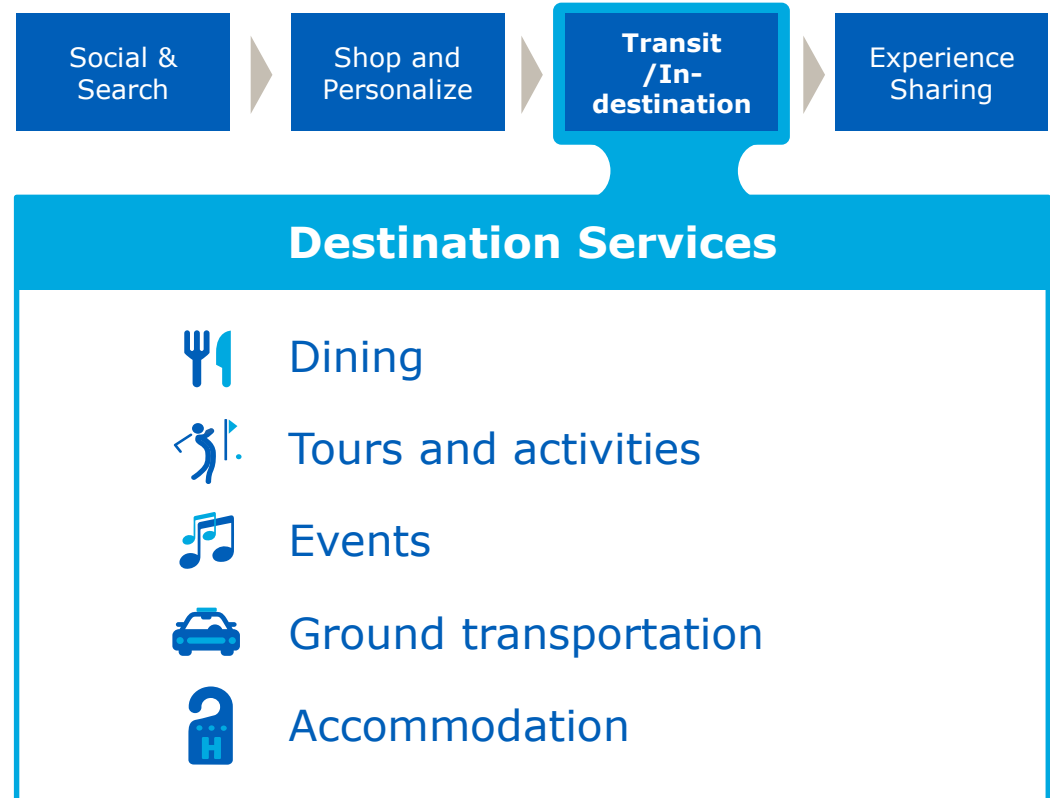 Social &
Search
Shop and
Personalize
Transit
/In-
destination
Experience
Sharing
Destination Services
Dining
Tours and activities
Events
Ground transportation
H
Accommodation